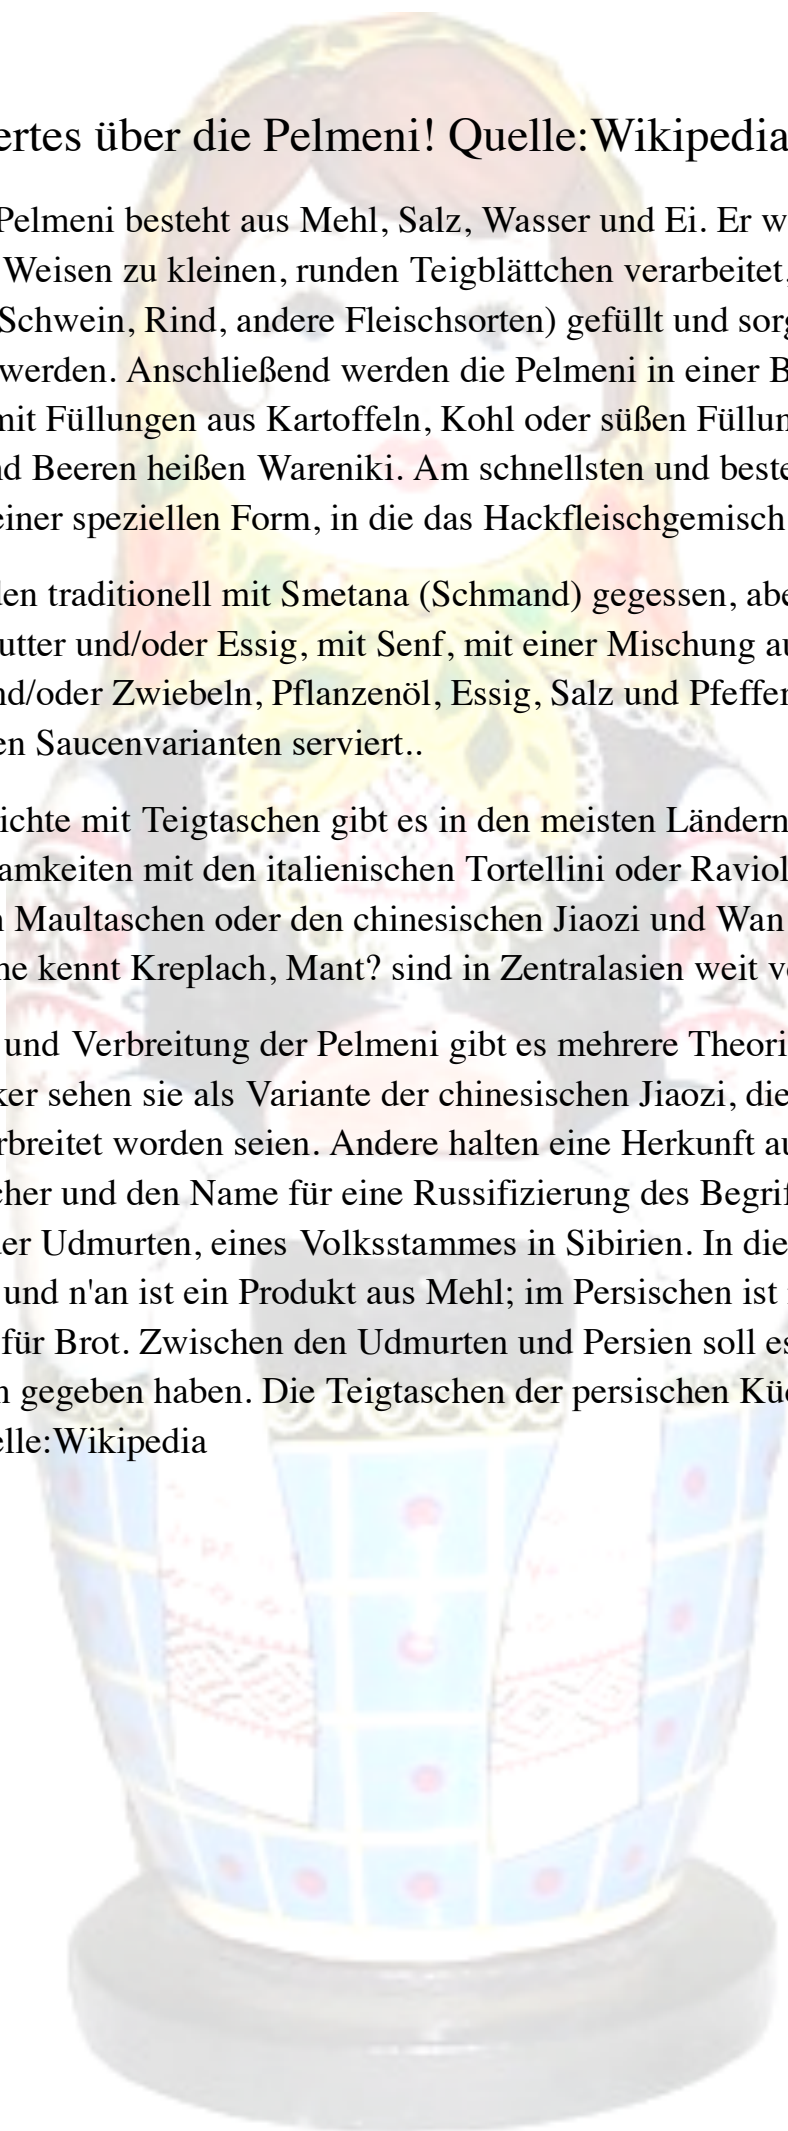 ertes über die Pelmeni! Quelle:Wikipedia
Pelmeni besteht aus Mehl, Salz, Wasser und Ei. Er w
Weisen zu kleinen, runden Teigblättchen verarbeitet,
Schwein, Rind, andere Fleischsorten) gefüllt und sorg
werden. Anschließend werden die Pelmeni in einer B
mit Füllungen aus Kartoffeln, Kohl oder süßen Füllun
nd Beeren heißen Wareniki. Am schnellsten und beste
einer speziellen Form, in die das Hackfleischgemisch
den traditionell mit Smetana (Schmand) gegessen, abe
utter und/oder Essig, mit Senf, mit einer Mischung au
nd/oder Zwiebeln, Pflanzenöl, Essig, Salz und Pfeffer
en Saucenvarianten serviert..
ichte mit Teigtaschen gibt es in den meisten Ländern
amkeiten mit den italienischen Tortellini oder Raviol
n Maultaschen oder den chinesischen Jiaozi und Wan
he kennt Kreplach, Mant? sind in Zentralasien weit v
und Verbreitung der Pelmeni gibt es mehrere Theori
ker sehen sie als Variante der chinesischen Jiaozi, die
rbreitet worden seien. Andere halten eine Herkunft au
cher und den Name für eine Russifizierung des Begrif
der Udmurten, eines Volksstammes in Sibirien. In die
und n'an ist ein Produkt aus Mehl; im Persischen ist
für Brot. Zwischen den Udmurten und Persien soll es
n gegeben haben. Die Teigtaschen der persischen Kü
elle:Wikipedia